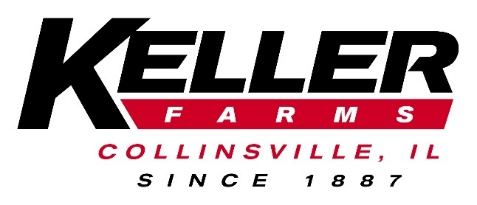 KELLER
FARMS
COLLINSVILLE, IL
SINCE 1887